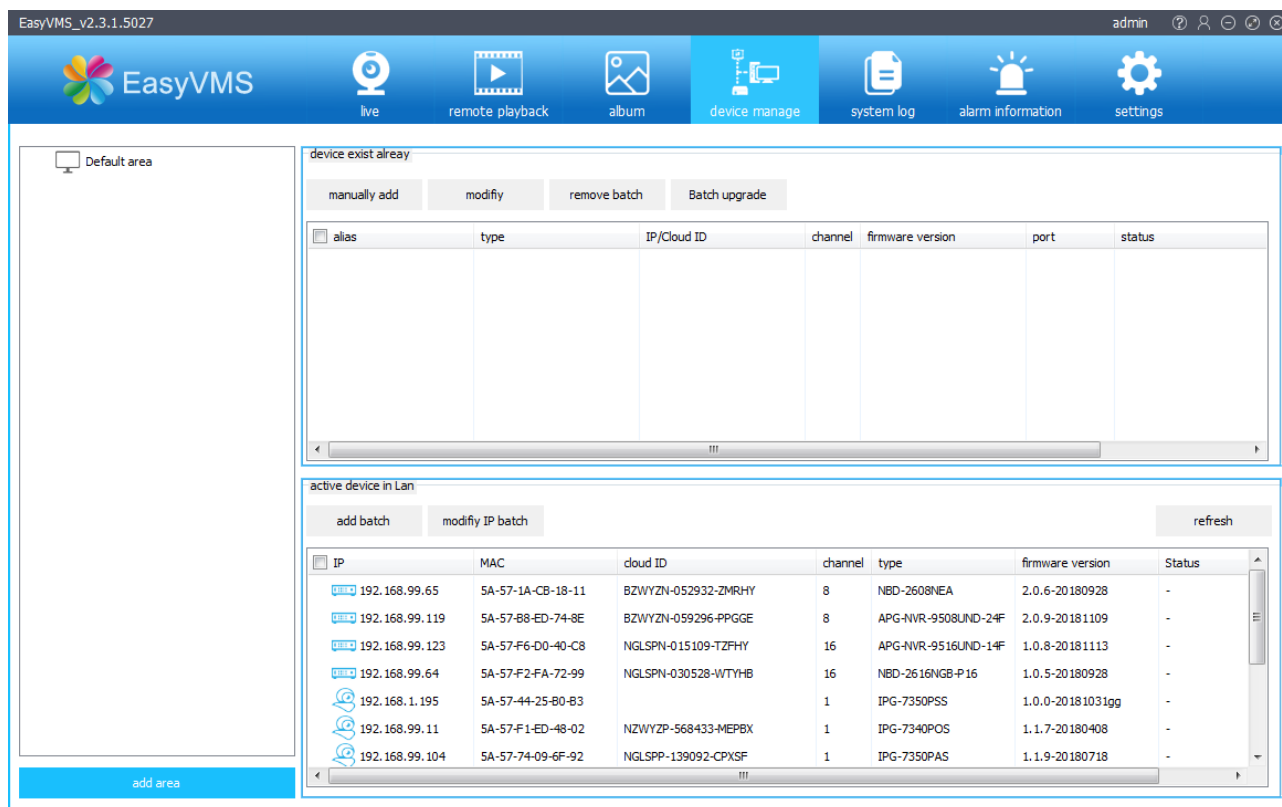 EasyVMS_v2.3.1.5027 admin
EasyVMS
live remote playback album device manage system log alarm information settings
Default area
device exist alreay
manually add modifiy remove batch Batch upgrade
alias type IP/Cloud ID channel firmware version port status
active device in Lan
add batch modifiy IP batch refresh
IP MAC cloud ID channel type firmware version Status
192.168.99.65 5A-57-1A-CB-18-11 BZWYZN-052932-ZMRHY 8 NBD-2608NEA 2.0.6-20180928 -
192.168.99.119 5A-57-B8-ED-74-8E BZWYZN-059296-PPGGE 8 APG-NVR-9508UND-24F 2.0.9-20181109 -
192.168.99.123 5A-57-F6-D0-40-C8 NGLSPN-015109-TZFHY 16 APG-NVR-9516UND-14F 1.0.8-20181113 -
192.168.99.64 5A-57-F2-FA-72-99 NGLSPN-030528-WTYHB 16 NBD-2616NGB-P16 1.0.5-20180928 -
192.168.1.195 5A-57-44-25-B0-B3 1 IPG-7350PSS 1.0.0-20181031gg -
192.168.99.11 5A-57-F1-ED-48-02 NZWYZP-568433-MEPBX 1 IPG-7340POS 1.1.7-20180408 -
192.168.99.104 5A-57-74-09-6F-92 NGLSPP-139092-CPXSF 1 IPG-7350PAS 1.1.9-20180718 -
add area